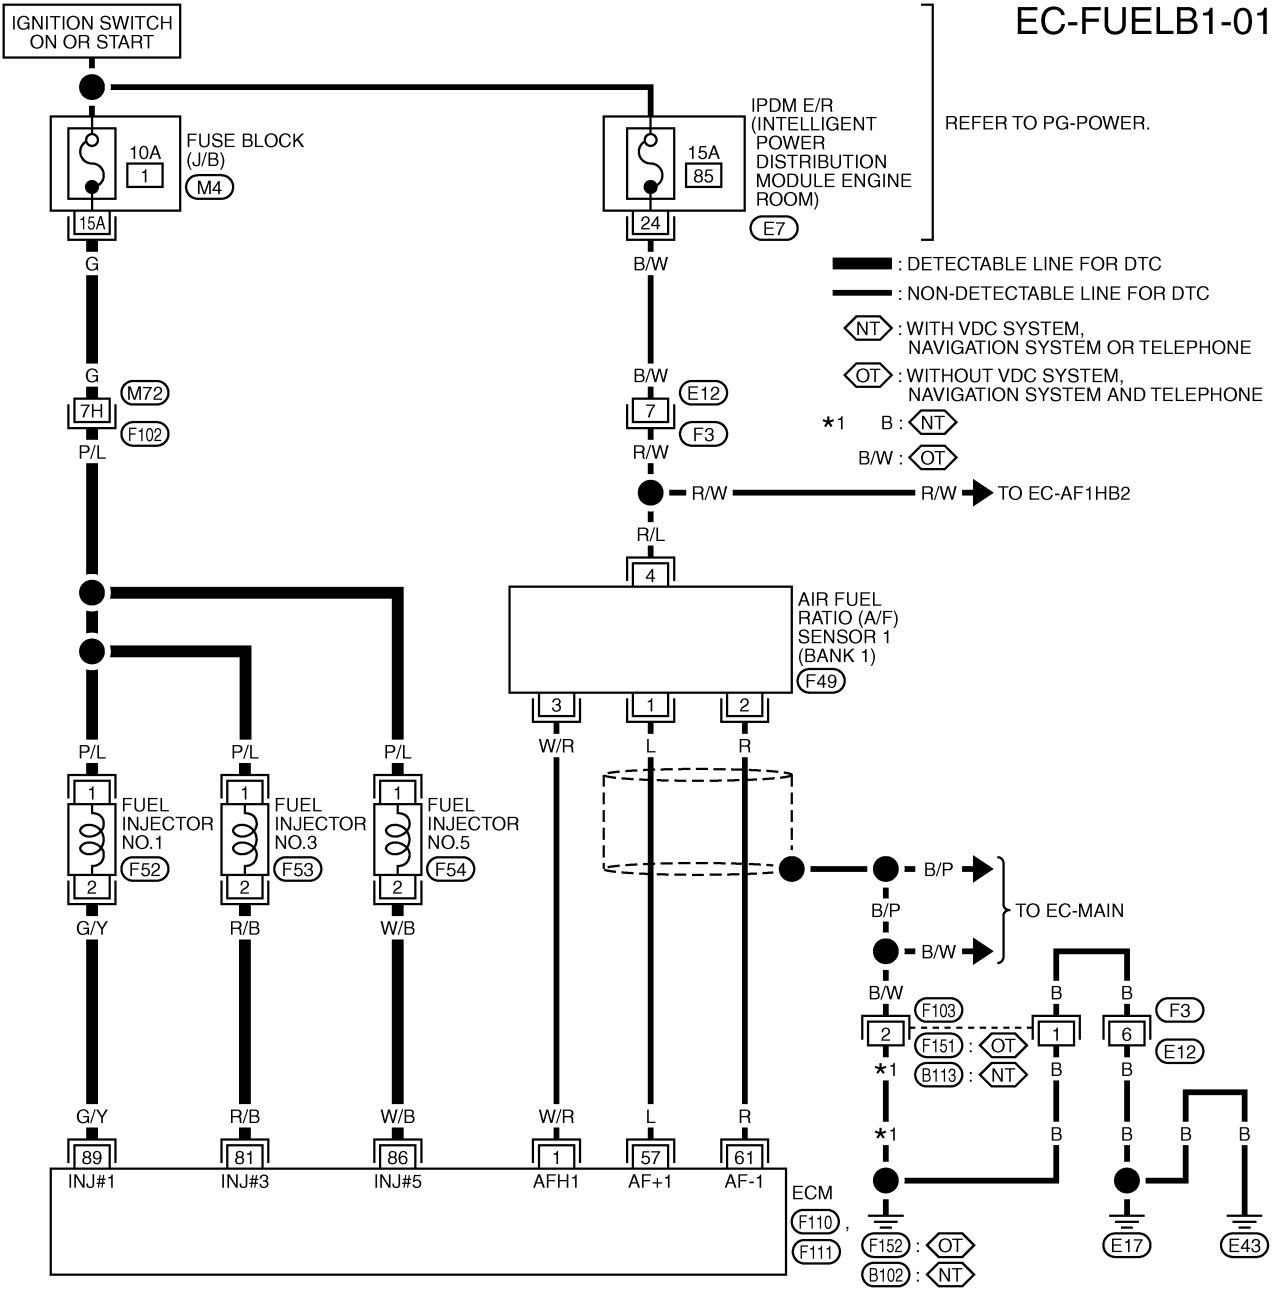 EC-FUELB1-01
IGNITION SWITCH
ON OR START
10A
1
FUSE BLOCK
(J/B)
M4
15A
15A
85
IPDM E/R
(INTELLIGENT
POWER
DISTRIBUTION
MODULE ENGINE
ROOM)
E7
24
REFER TO PG-POWER.
G
B/W
: DETECTABLE LINE FOR DTC
: NON-DETECTABLE LINE FOR DTC
NT : WITH VDC SYSTEM,
NAVIGATION SYSTEM OR TELEPHONE
OT : WITHOUT VDC SYSTEM,
NAVIGATION SYSTEM AND TELEPHONE
*1 B : NT
B/W : OT
G
M72
7H
F102
P/L
B/W
E12
7
F3
R/W
R/W R/W TO EC-AF1HB2
R/L
4
AIR FUEL
RATIO (A/F)
SENSOR 1
(BANK 1)
F49
3 1 2
W/R L R
P/L P/L P/L
1 1 1
FUEL
INJECTOR
NO.1
F52
FUEL
INJECTOR
NO.3
F53
FUEL
INJECTOR
NO.5
F54
2 2 2
G/Y R/B W/B
B/P
B/P
TO EC-MAIN
B/W
B/W
B B
F103
2
F151 : OT
B113 : NT
1 6
F3
E12
*1 B B
G/Y R/B W/B W/R L R
*1 B B B B
89 81 86 1 57 61
INJ#1 INJ#3 INJ#5 AFH1 AF+1 AF-1
ECM
F110 ,
F111
F152 : OT
B102 : NT
E17 E43